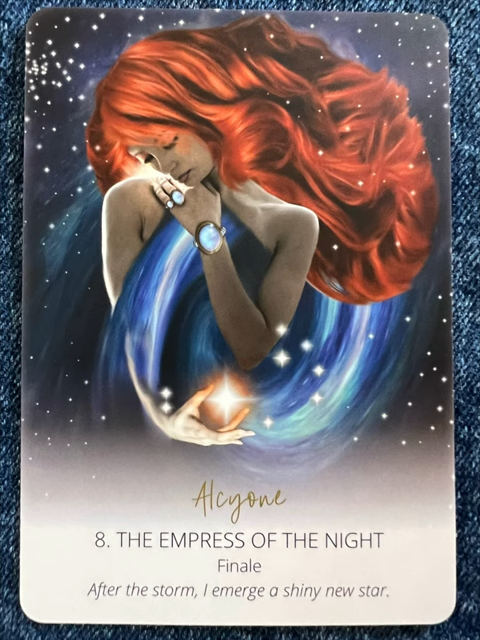 Alcyone
8. THE EMPRESS OF THE NIGHT
Finale
After the storm, I emerge a shiny new star.